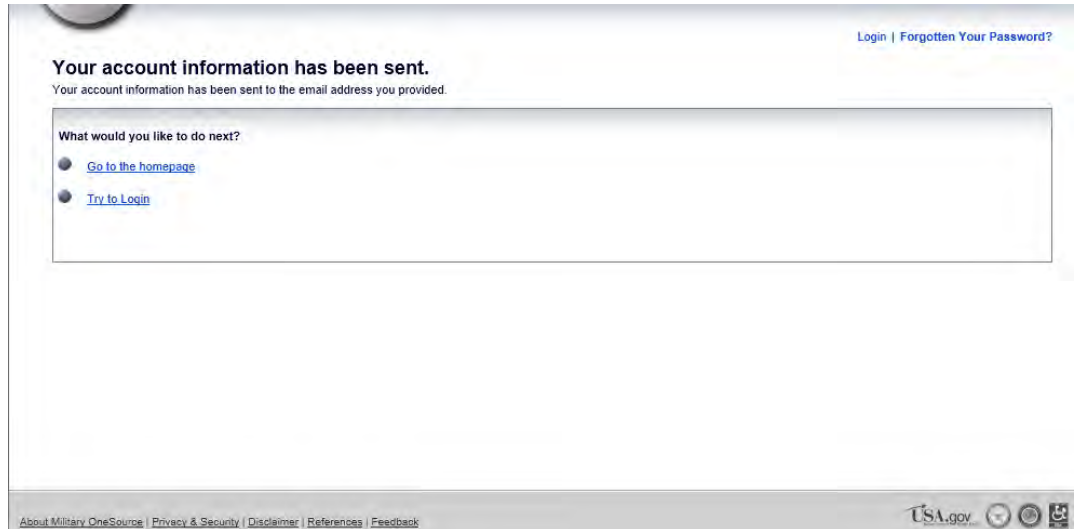 Login | Forgotten Your Password?
Your account information has been sent.
Your account information has been sent to the email address you provided.
What would you like to do next?
Go to the homepage
Try to Login
About Military OneSource | Privacy & Security | Disclaimer | References | Feedback
USA.gov